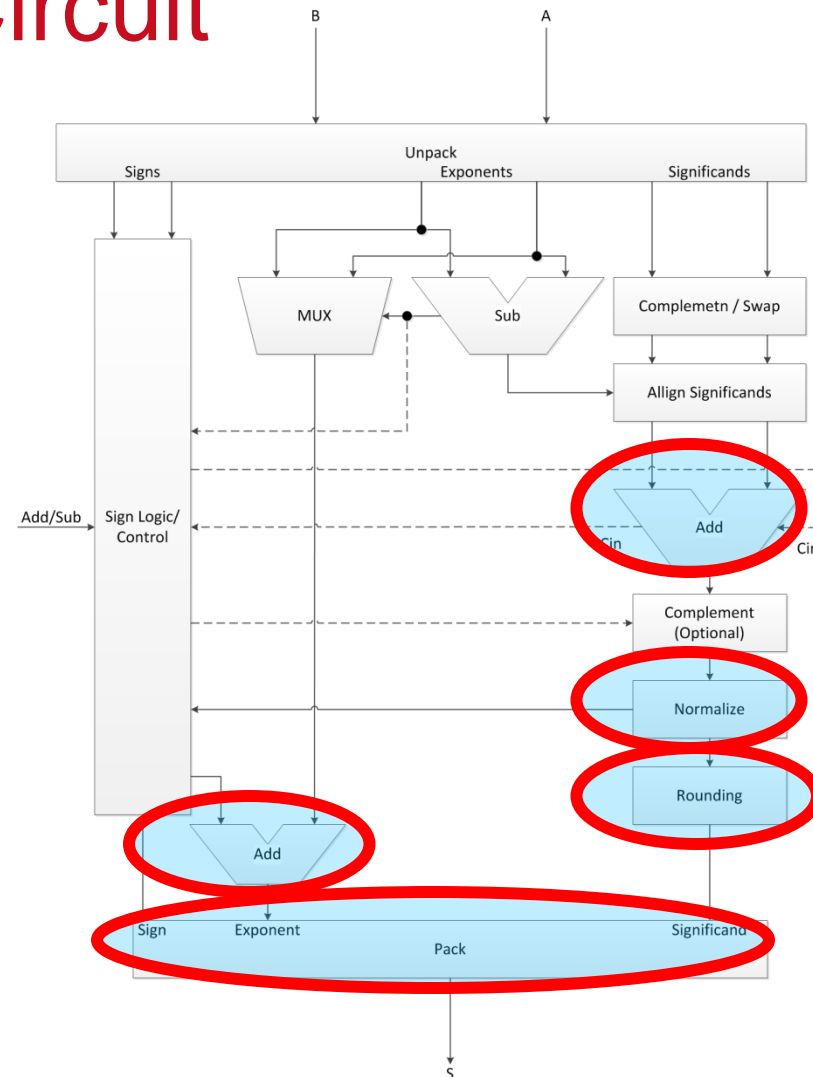 Circuit
B
A
Unpack
Signs
Exponents
Significands
MUX
Sub
Complemetn / Swap
Allign Significands
Add/Sub
Sign Logic/
Control
Add
Cin
Complement
(Optional)
Normalize
Rounding
Add
Sign
Exponent
Significand
Pack
S